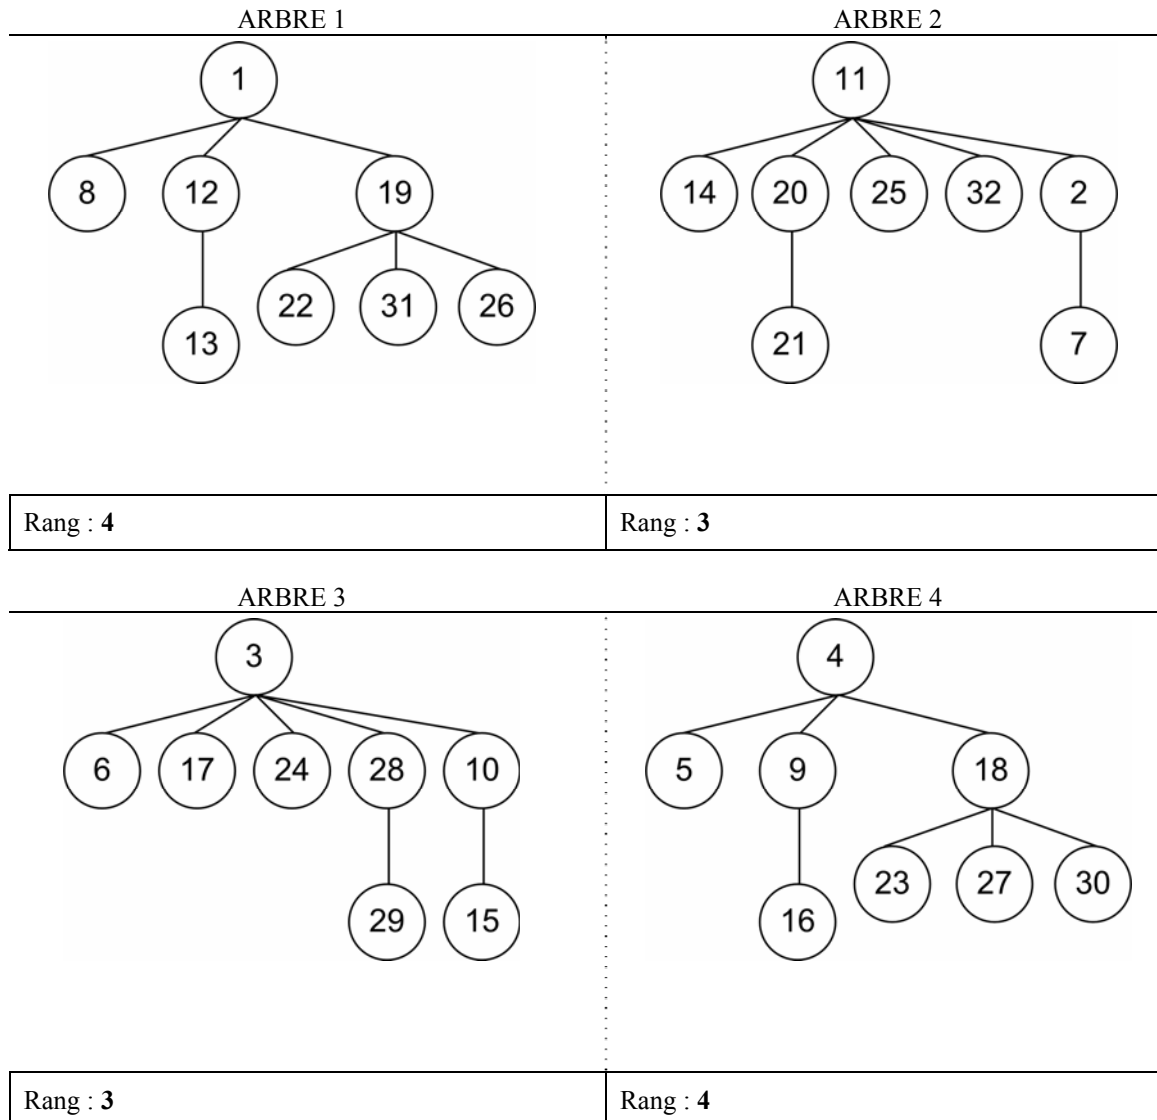 ARBRE 1 ARBRE 2
1 11
8 12 19 14 20 25 32 2
22 31 26
13 21 7
Rang : 4 Rang : 3
ARBRE 3 ARBRE 4
3 4
6 17 24 28 10 5 9 18
23 27 30
29 15 16
Rang : 3 Rang : 4